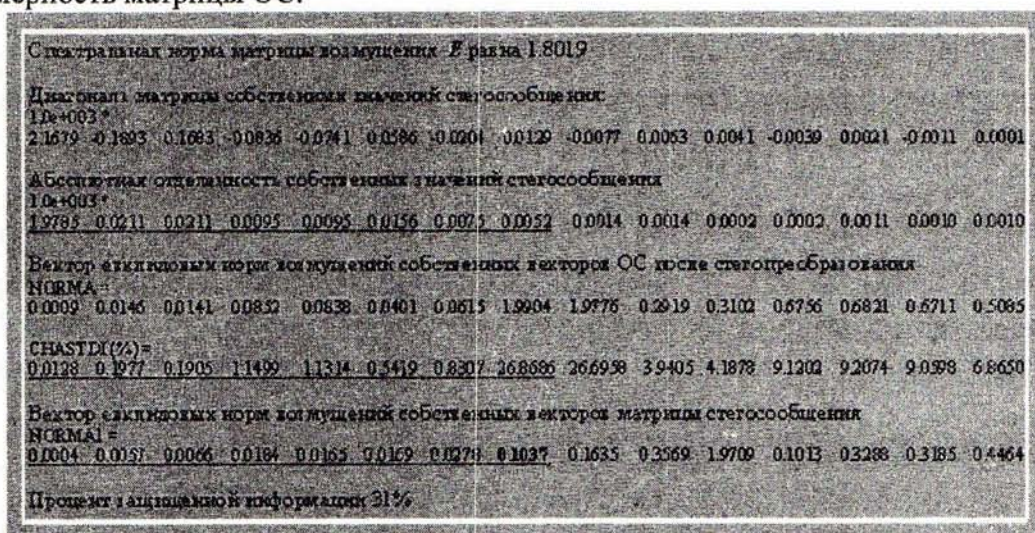 мерность матрицы ОС.
Спектральная норма матрицы возмущения E равна 1.8019
Диагональ матрицы собственных значений стегосообщения:
1.0e+003 *
2.1679 -0.1893 0.1683 -0.0836 -0.0741 0.0586 -0.0204 0.0129 -0.0077 0.0063 0.0041 -0.0039 0.0021 -0.0011 0.0001
Абсолютная отделенность собственных значений стегосообщения
1.0e+003 *
1.9785 0.0211 0.0211 0.0095 0.0095 0.0156 0.0075 0.0052 0.0014 0.0014 0.0002 0.0002 0.0011 0.0010 0.0010
Вектор евклидовых норм возмущений собственных векторов ОС после стегопреобразования
NORMA =
0.0009 0.0146 0.0141 0.0852 0.0838 0.0401 0.0615 1.9904 1.9776 0.2919 0.3102 0.6756 0.6821 0.6711 0.5085
CHASTDI(%)=
0.0128 0.1977 0.1905 1.1499 1.1314 0.5419 0.8307 26.8686 26.6958 3.9405 4.1878 9.1202 9.2074 9.0598 6.8650
Вектор евклидовых норм возмущений собственных векторов матрицы стегосообщения
NORMA1 =
0.0004 0.0057 0.0066 0.0184 0.0165 0.0169 0.0278 0.1037 0.1635 0.3569 1.9709 0.1013 0.3288 0.3185 0.4464
Процент защищенной информации 31%